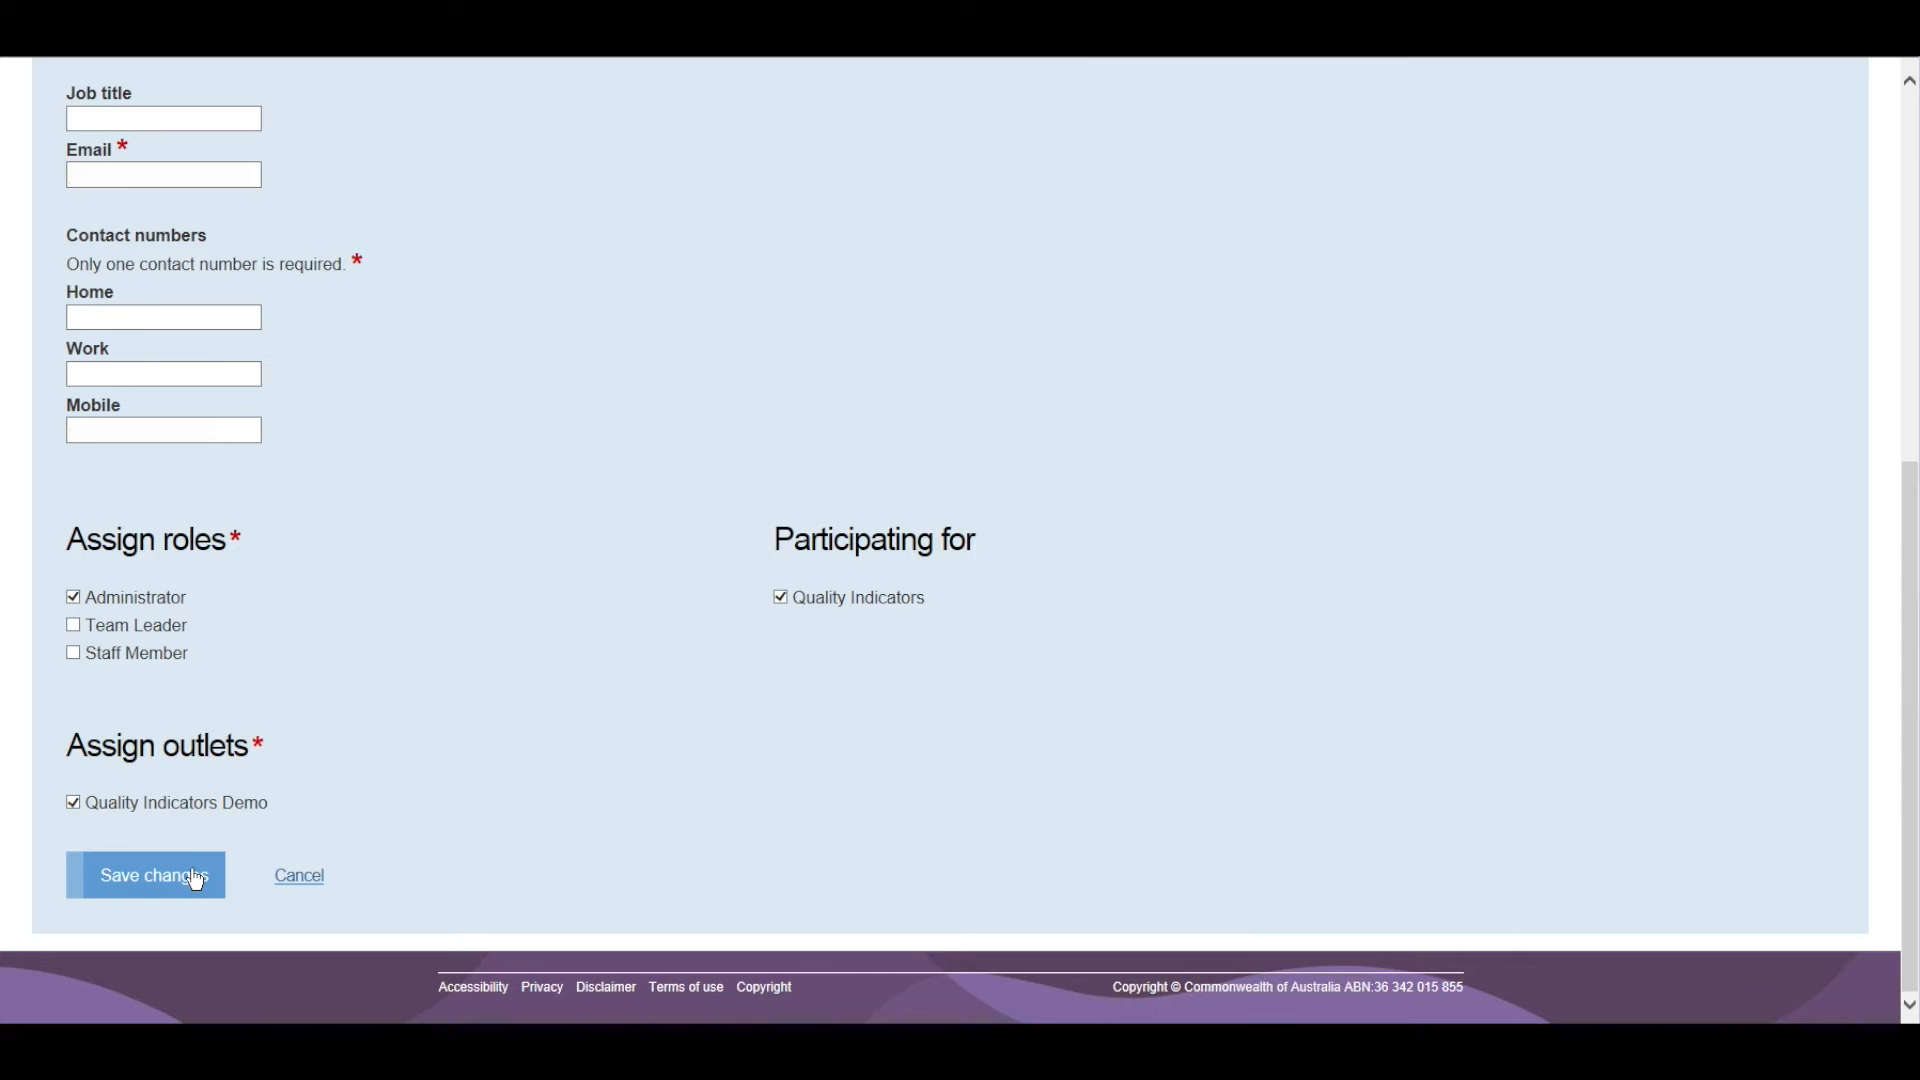 Job title
Email *
Contact numbers
Only one contact number is required. *
Home
Work
Mobile
Assign roles*
Administrator
Team Leader
Staff Member
Participating for
Quality Indicators
Assign outlets*
Quality Indicators Demo
Save changes
Cancel
Accessibility Privacy Disclaimer Terms of use Copyright
Copyright © Commonwealth of Australia ABN:36 342 015 855